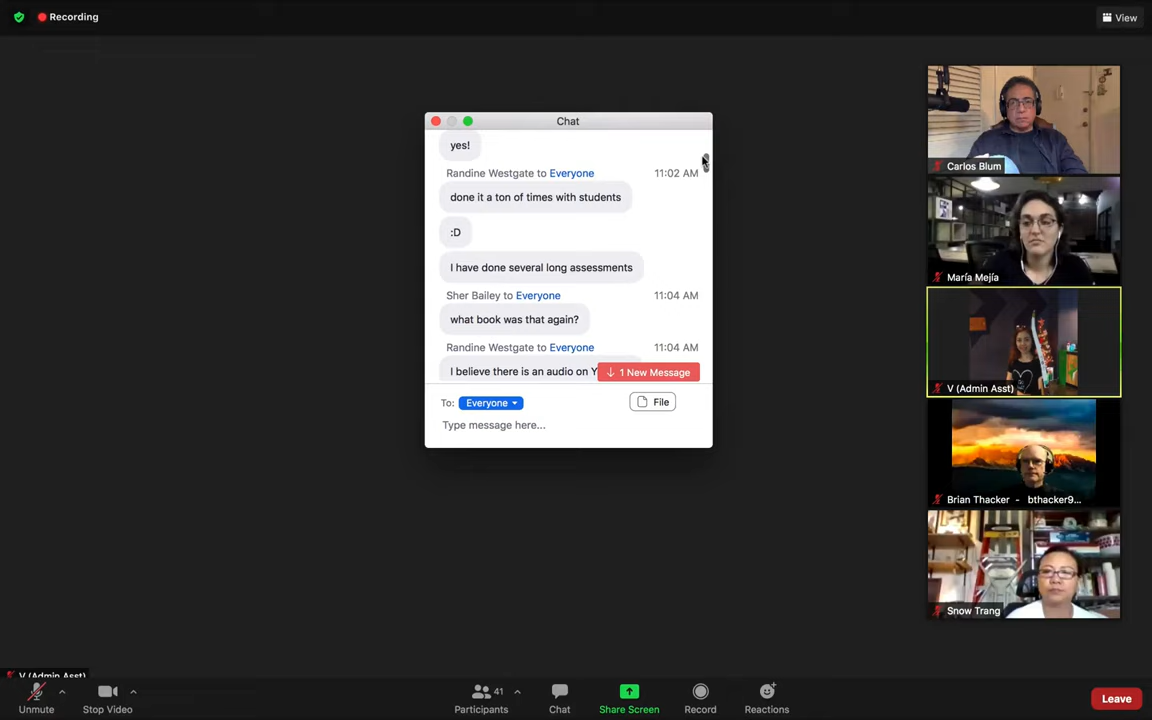 Recording
View
Chat
yes!
Randine Westgate to Everyone 11:02 AM
done it a ton of times with students
:D
I have done several long assessments
Sher Bailey to Everyone 11:04 AM
what book was that again?
Randine Westgate to Everyone 11:04 AM
I believe there is an audio on Y
↓ 1 New Message
To: Everyone
File
Type message here...
Carlos Blum
María Mejía
V (Admin Asst)
Brian Thacker - bthacker9...
Snow Trang
V (Admin Asst)
Unmute
Stop Video
41
Participants
Chat
Share Screen
Record
Reactions
Leave